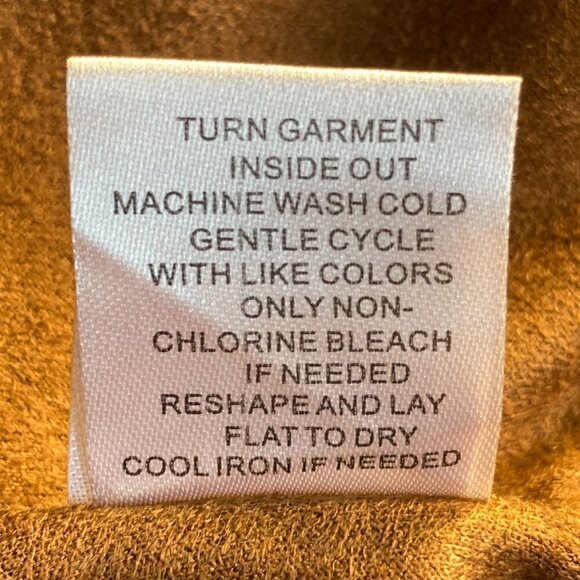 TURN GARMENT
INSIDE OUT
MACHINE WASH COLD
GENTLE CYCLE
WITH LIKE COLORS
ONLY NON-
CHLORINE BLEACH
IF NEEDED
RESHAPE AND LAY
FLAT TO DRY
COOL IRON IF NEEDED